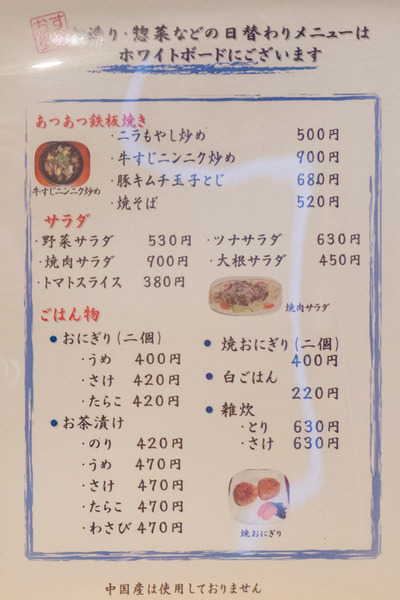 造り・惣菜などの日替わりメニューは
ホワイトボードにございます
あつあつ鉄板焼き
・ニラもやし炒め 500円
・牛すじニンニク炒め 900円
・豚キムチ玉子とじ 680円
・焼そば 520円
牛すじニンニク炒め
サラダ
・野菜サラダ 530円
・焼肉サラダ 900円
・トマトスライス 380円
・ツナサラダ 630円
・大根サラダ 450円
焼肉サラダ
ごはん物
●おにぎり(二個)
・うめ 400円
・さけ 420円
・たらこ 420円
●お茶漬け
・のり 420円
・うめ 470円
・さけ 470円
・たらこ 470円
・わさび 470円
●焼おにぎり(二個)
400円
●白ごはん
220円
●雑炊
・とり 630円
・さけ 630円
焼おにぎり
中国産は使用しておりません